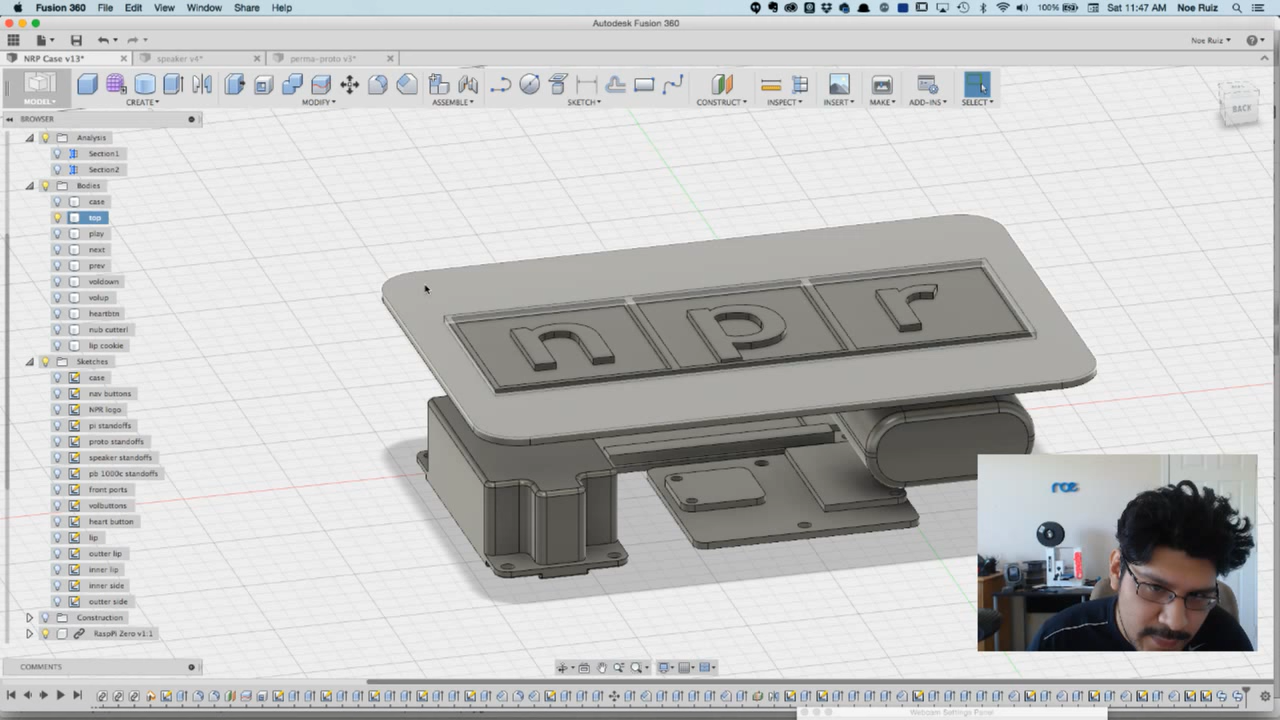 Fusion 360 File Edit View Window Share Help 100% Sat 11:47 AM Noe Ruiz
Autodesk Fusion 360
Noe Ruiz
NRP Case v13* speaker v4* perma-proto v3*
MODEL CREATE MODIFY ASSEMBLE SKETCH CONSTRUCT INSPECT INSERT MAKE ADD-INS SELECT
BROWSER
BACK
Analysis
Section1
Section2
Bodies
case
top
play
next
prev
voldown
volup
heartbtn
nub cutter1
lip cookie
Sketches
case
nav buttons
NPR logo
pi standoffs
proto standoffs
speaker standoffs
pb 1000c standoffs
front ports
volbuttons
heart button
lip
outter lip
inner lip
inner side
outter side
Construction
RaspPi Zero v1:1
n p r
noe
COMMENTS
Webcam Settings Panel